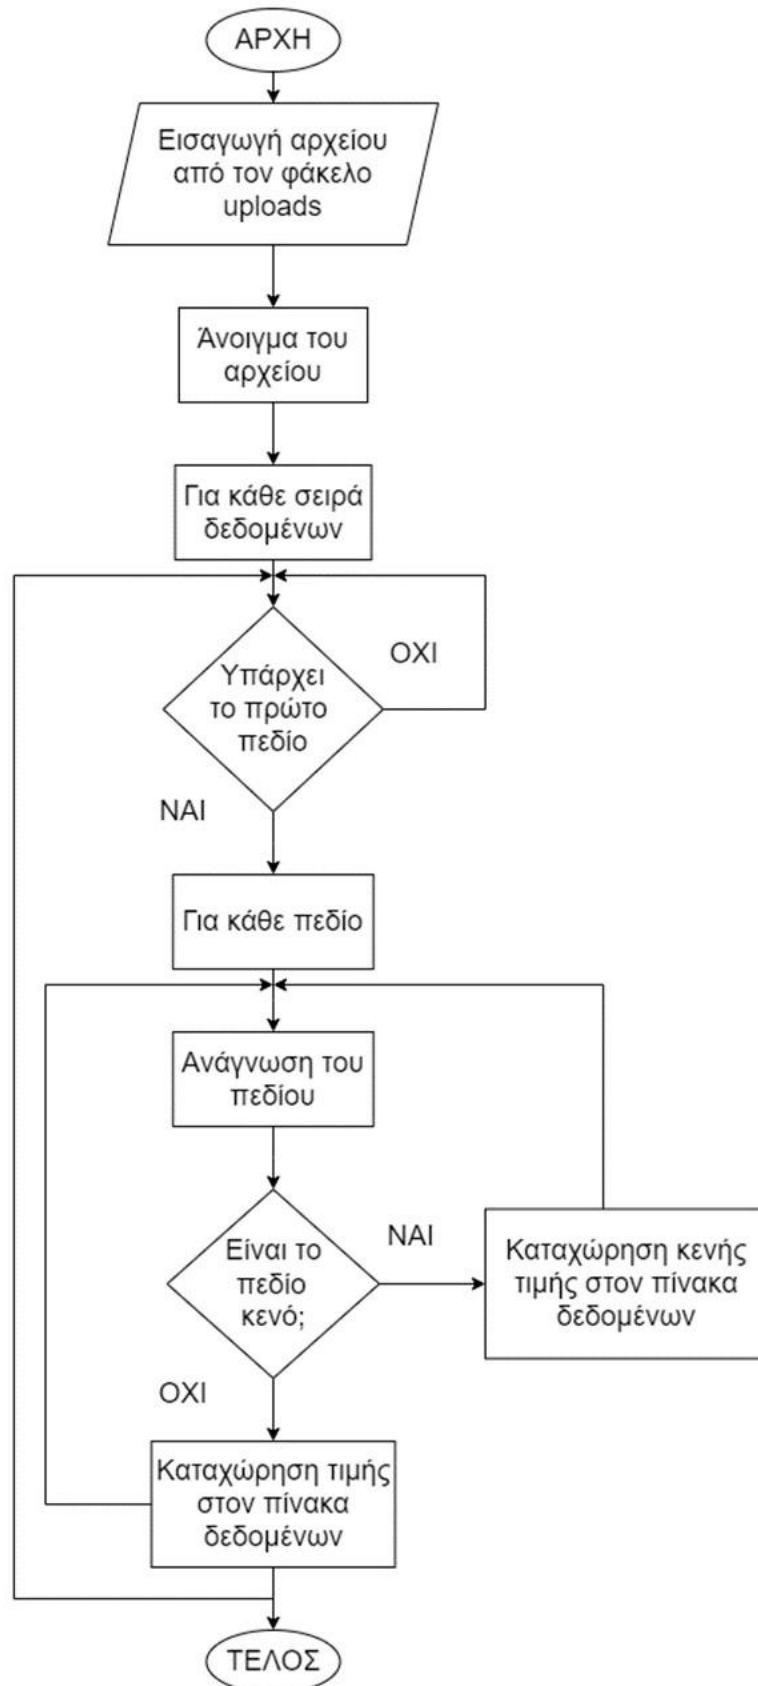 ΑΡΧΗ
Εισαγωγή αρχείου
από τον φάκελο
uploads
Άνοιγμα του
αρχείου
Για κάθε σειρά
δεδομένων
Υπάρχει
το πρώτο
πεδίο
ΟΧΙ
ΝΑΙ
Για κάθε πεδίο
Ανάγνωση του
πεδίου
Είναι το
πεδίο
κενό;
ΝΑΙ
Καταχώρηση κενής
τιμής στον πίνακα
δεδομένων
ΟΧΙ
Καταχώρηση τιμής
στον πίνακα
δεδομένων
ΤΕΛΟΣ